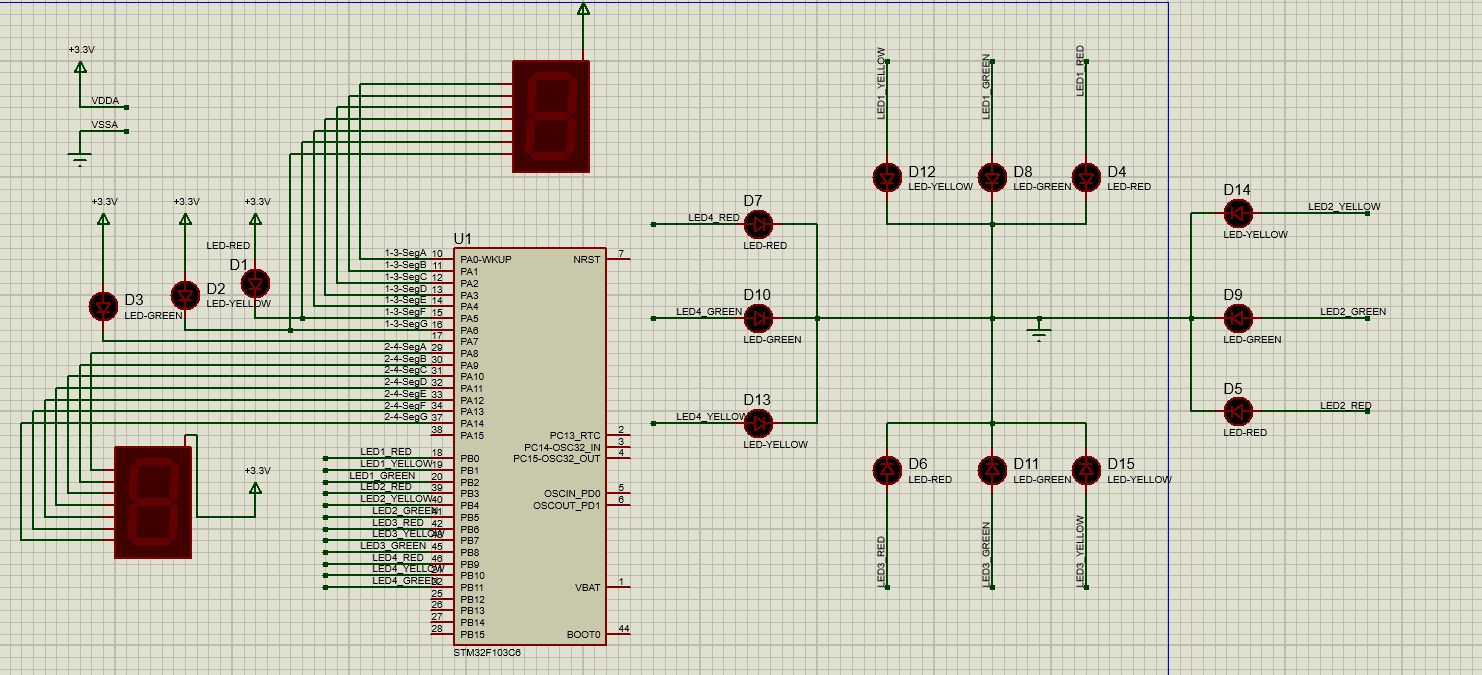 +3.3V
VDDA
VSSA
+3.3V
+3.3V
+3.3V
LED-RED
D1
D2
LED-YELLOW
D3
LED-GREEN
U1
1-3-SegA 10 PA0-WKUP
1-3-SegB 11 PA1
1-3-SegC 12 PA2
1-3-SegD 13 PA3
1-3-SegE 14 PA4
1-3-SegF 15 PA5
1-3-SegG 16 PA6
17 PA7
2-4-SegA 29 PA8
2-4-SegB 30 PA9
2-4-SegC 31 PA10
2-4-SegD 32 PA11
2-4-SegE 33 PA12
2-4-SegF 34 PA13
2-4-SegG 37 PA14
38 PA15
LED1_RED 18 PB0
LED1_YELLOW 19 PB1
LED1_GREEN 20 PB2
LED2_RED 39 PB3
LED2_YELLOW 40 PB4
LED2_GREEN PB5
LED3_RED 42 PB6
LED3_YELLOW PB7
LED3_GREEN 45 PB8
LED4_RED 46 PB9
LED4_YELLOW PB10
LED4_GREEN PB11
25 PB12
26 PB13
27 PB14
28 PB15
NRST 7
PC13_RTC 2
PC14-OSC32_IN 3
PC15-OSC32_OUT 4
OSCIN_PD0 5
OSCOUT_PD1 6
VBAT 1
BOOT0 44
STM32F103C6
+3.3V
LED4_RED
D7
LED-RED
LED4_GREEN
D10
LED-GREEN
LED4_YELLOW
D13
LED-YELLOW
LED1_YELLOW
LED1_GREEN
LED1_RED
D12
LED-YELLOW
D8
LED-GREEN
D4
LED-RED
D14
LED-YELLOW
LED2_YELLOW
D9
LED-GREEN
LED2_GREEN
D5
LED-RED
LED2_RED
D6
LED-RED
D11
LED-GREEN
D15
LED-YELLOW
LED3_RED
LED3_GREEN
LED3_YELLOW